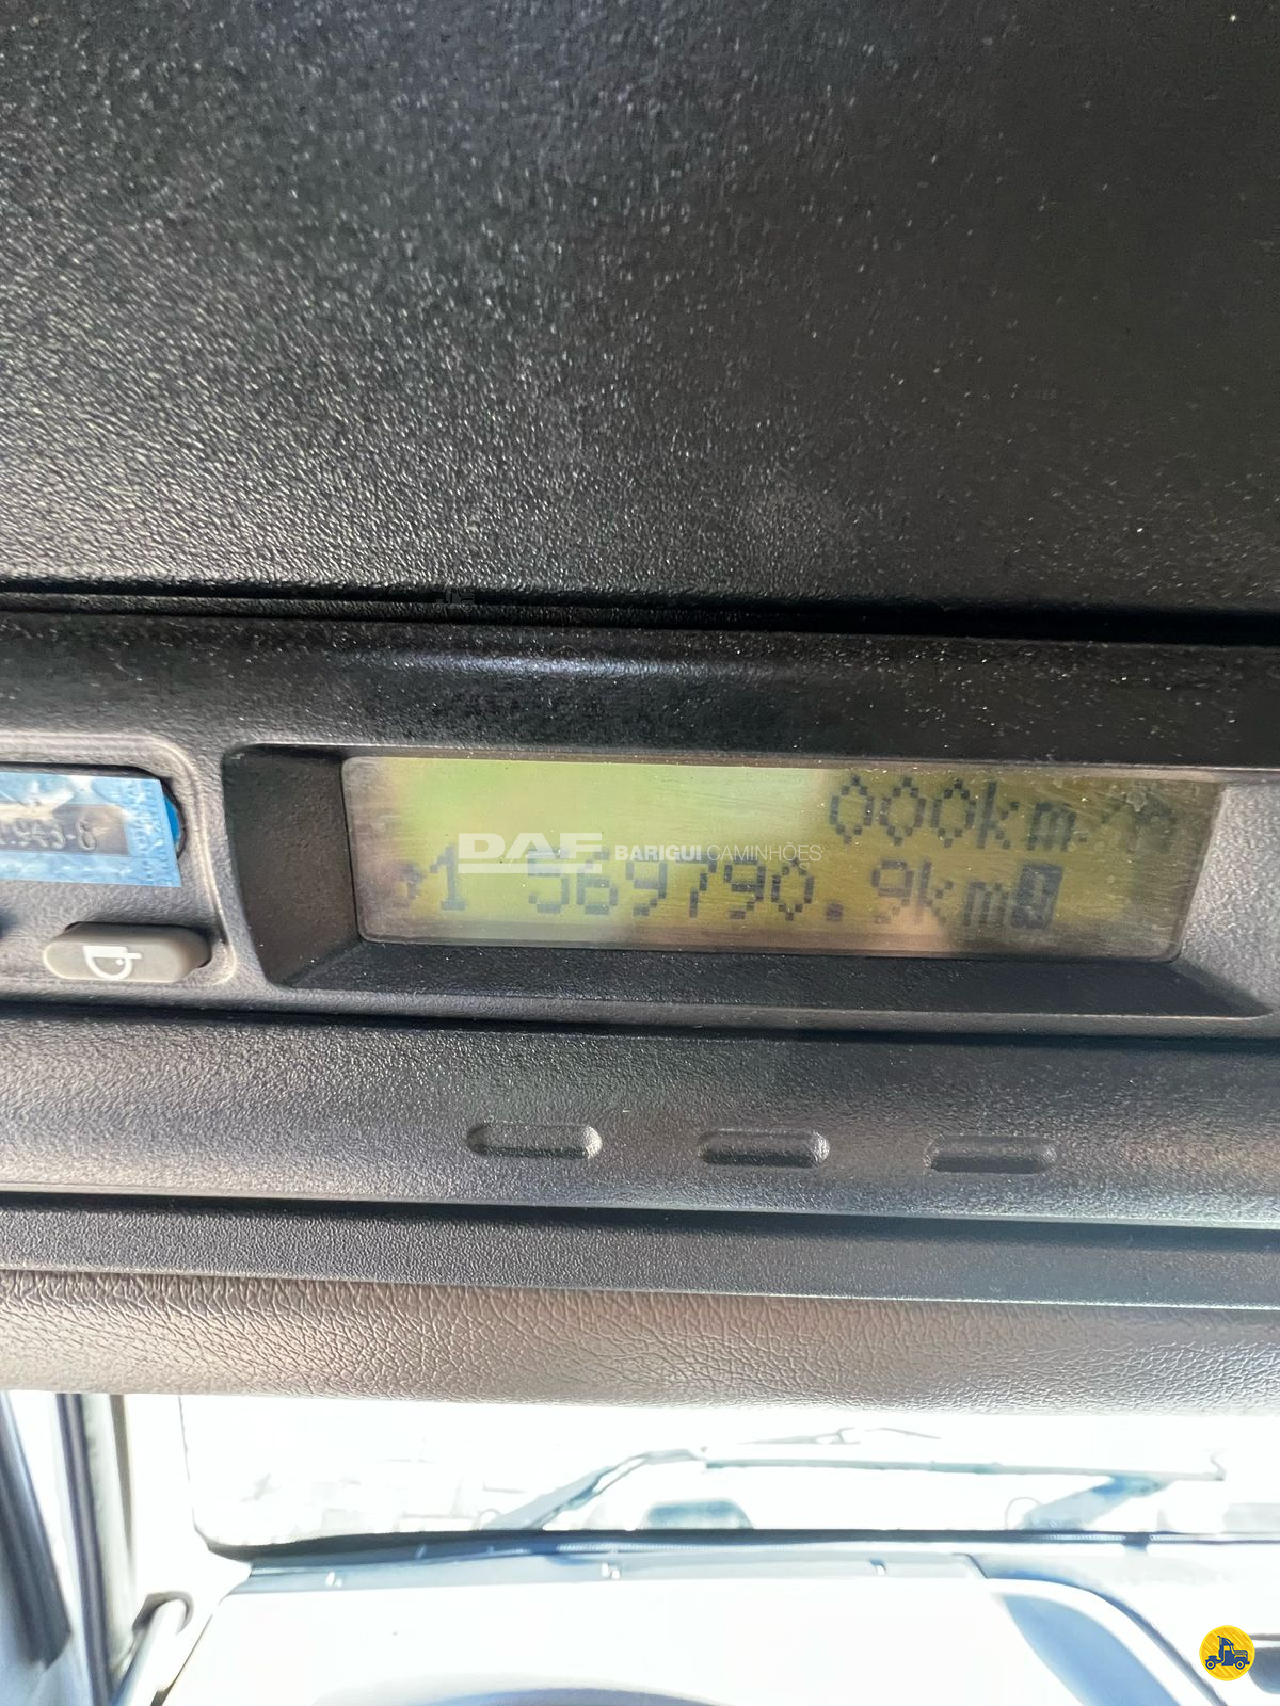 000km/h
DAF BARIGUI CAMINHÕES
1 569790.9km